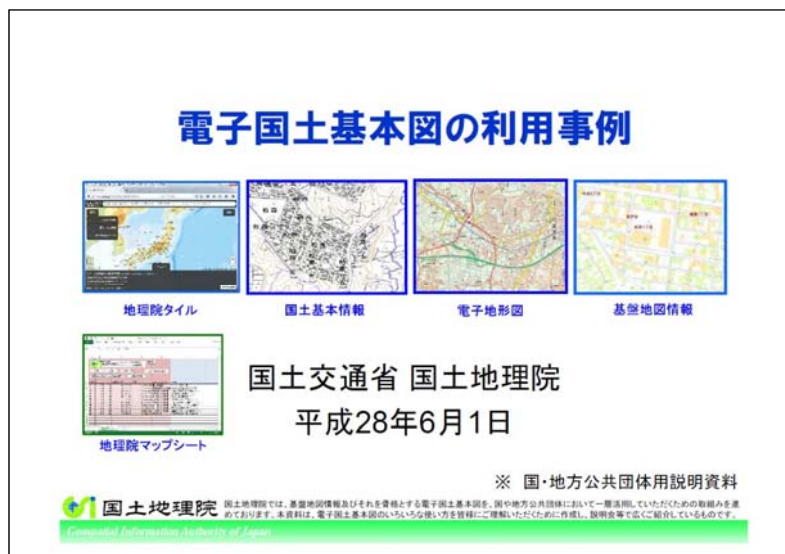 電子国土基本図の利用事例
地理院タイル
国土基本情報
電子地形図
基盤地図情報
地理院マップシート
国土交通省 国土地理院
平成28年6月1日
※ 国・地方公共団体用説明資料
国土地理院
国土地理院では、基盤地図情報及びそれを骨格とする電子国土基本図を、国や地方公共団体において一層活用していただくための取組みを進
めております。本資料は、電子国土基本図のいろいろな使い方を皆様にご理解いただくために作成し、説明会等で広くご紹介しているものです。
Geospatial Information Authority of Japan